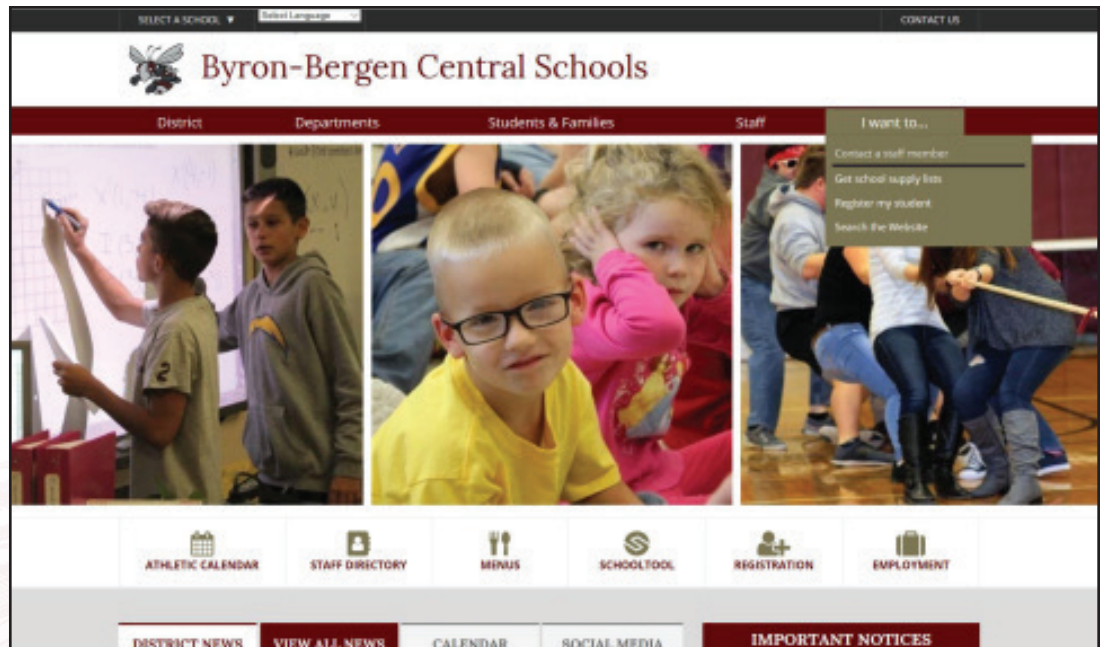 SELECT A SCHOOL ▼ Select Language CONTACT US
Byron-Bergen Central Schools
District Departments Students & Families Staff I want to...
Contact a staff member
Get school supply lists
Register my student
Search the Website
2
ATHLETIC CALENDAR STAFF DIRECTORY MENUS SCHOOLTOOL REGISTRATION EMPLOYMENT
DISTRICT NEWS VIEW ALL NEWS CALENDAR SOCIAL MEDIA IMPORTANT NOTICES